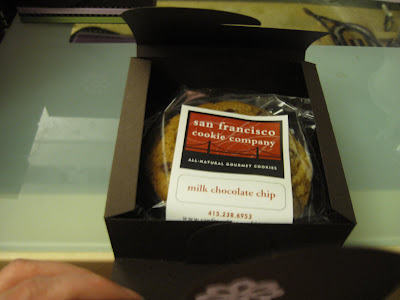 san francisco
cookie company
ALL-NATURAL GOURMET COOKIES
milk chocolate chip
415.238.6953